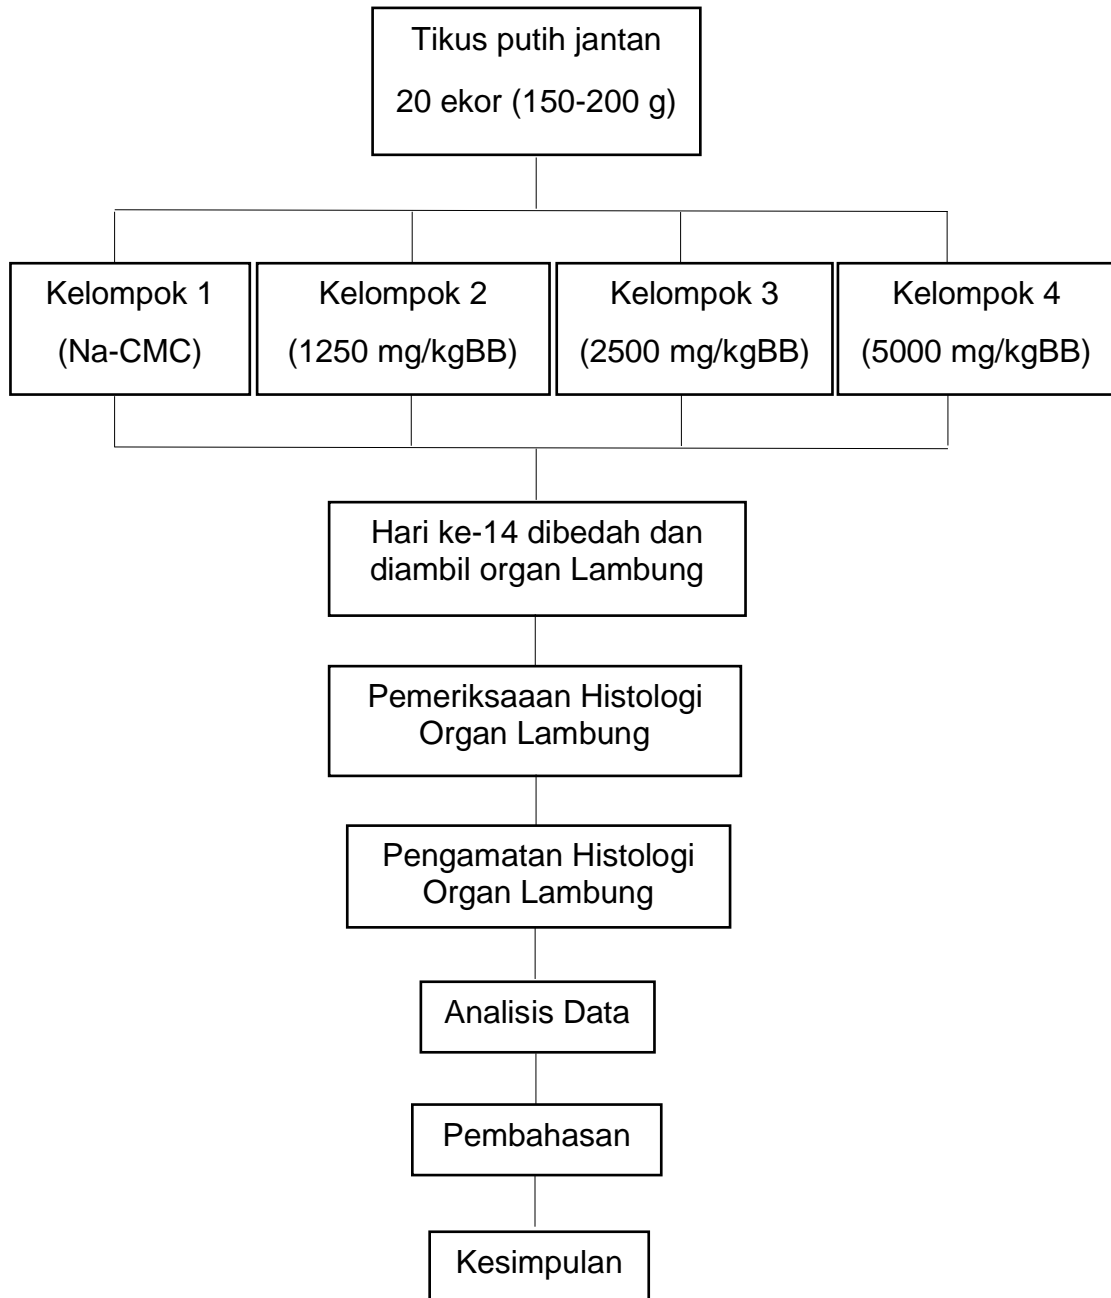 Tikus putih jantan
20 ekor (150-200 g)
Kelompok 1
(Na-CMC)
Kelompok 2
(1250 mg/kgBB)
Kelompok 3
(2500 mg/kgBB)
Kelompok 4
(5000 mg/kgBB)
Hari ke-14 dibedah dan
diambil organ Lambung
Pemeriksaaan Histologi
Organ Lambung
Pengamatan Histologi
Organ Lambung
Analisis Data
Pembahasan
Kesimpulan